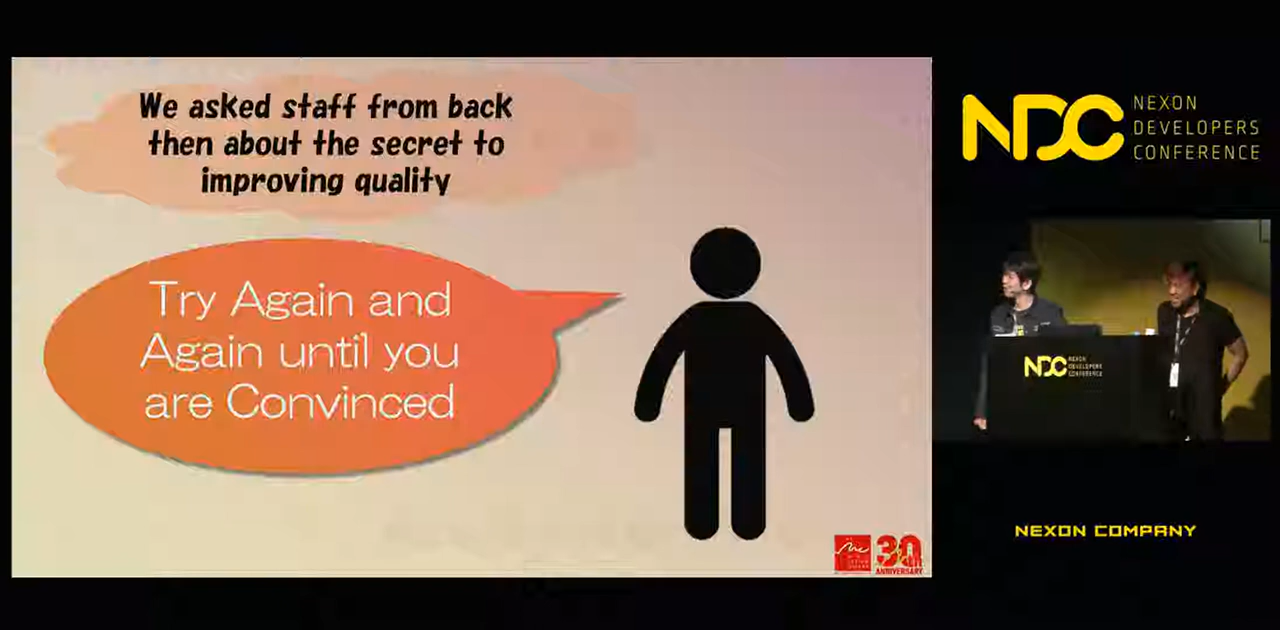 We asked staff from back
then about the secret to
improving quality
Try Again and
Again until you
are Convinced
30
ANNIVERSARY
NDC
NEXON
DEVELOPERS
CONFERENCE
NDC
NEXON
DEVELOPERS
CONFERENCE
NEXON COMPANY